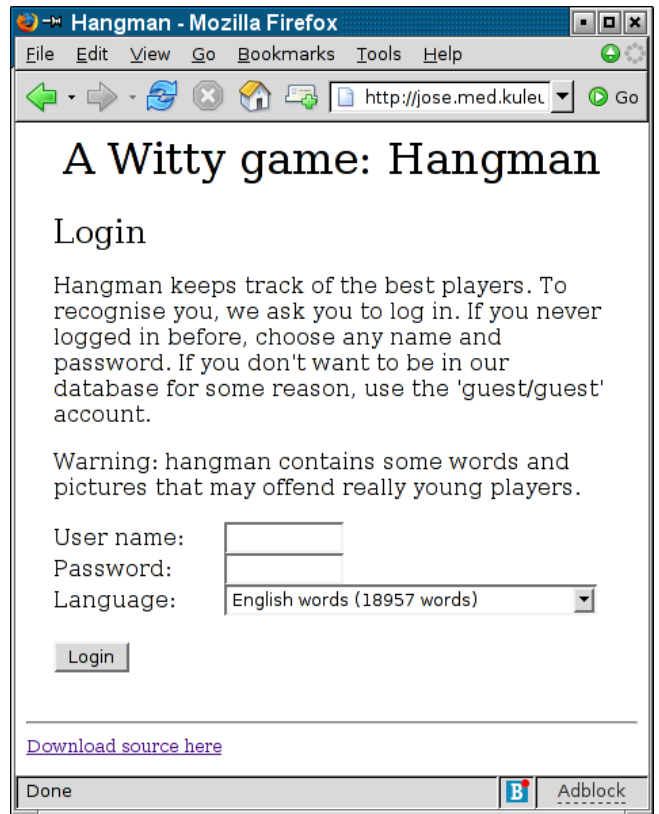 Hangman - Mozilla Firefox
File Edit View Go Bookmarks Tools Help
http://jose.med.kuleu Go
A Witty game: Hangman
Login
Hangman keeps track of the best players. To
recognise you, we ask you to log in. If you never
logged in before, choose any name and
password. If you don't want to be in our
database for some reason, use the 'guest/guest'
account.
Warning: hangman contains some words and
pictures that may offend really young players.
User name:
Password:
Language: English words (18957 words)
Login
Download source here
Done B Adblock